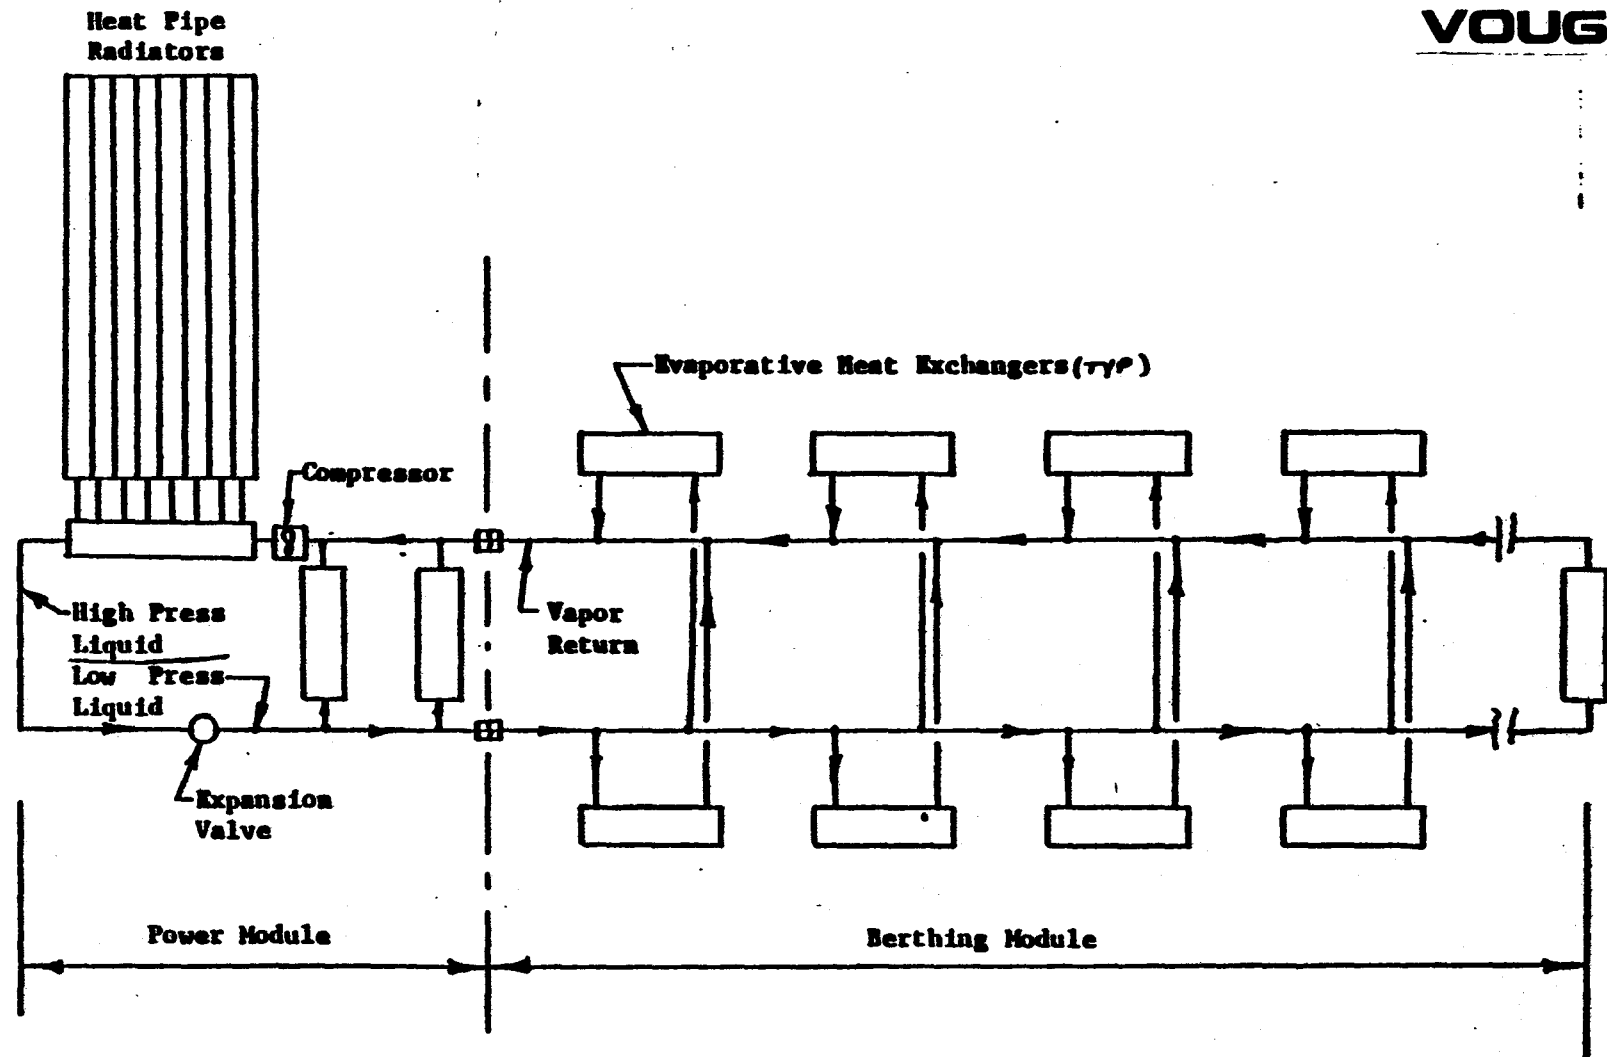 Heat Pipe
Radiators
VOUG
Evaporative Heat Exchangers (TYP)
Compressor
High Press
Liquid
Low Press
Liquid
Vapor
Return
Expansion
Valve
Power Module
Berthing Module